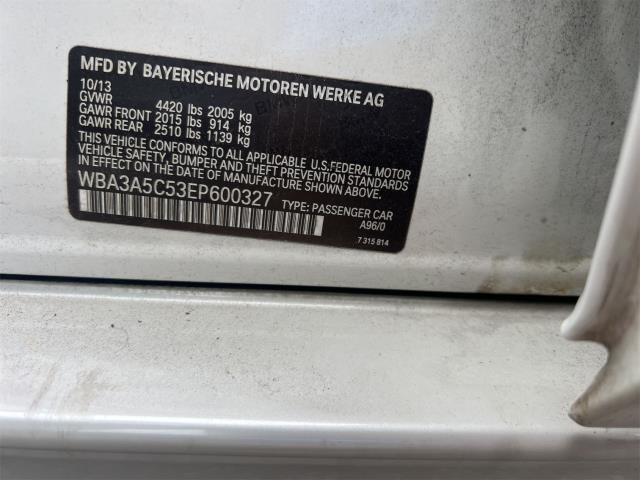 MFD BY BAYERISCHE MOTOREN WERKE AG
10/13
GVWR 4420 lbs 2005 kg
GAWR FRONT 2015 lbs 914 kg
GAWR REAR 2510 lbs 1139 kg
THIS VEHICLE CONFORMS TO ALL APPLICABLE U.S.FEDERAL MOTOR
VEHICLE SAFETY, BUMPER, AND THEFT PREVENTION STANDARDS
IN EFFECT ON THE DATE OF MANUFACTURE SHOWN ABOVE.
WBA3A5C53EP600327
TYPE: PASSENGER CAR
A96/0
7 315 814